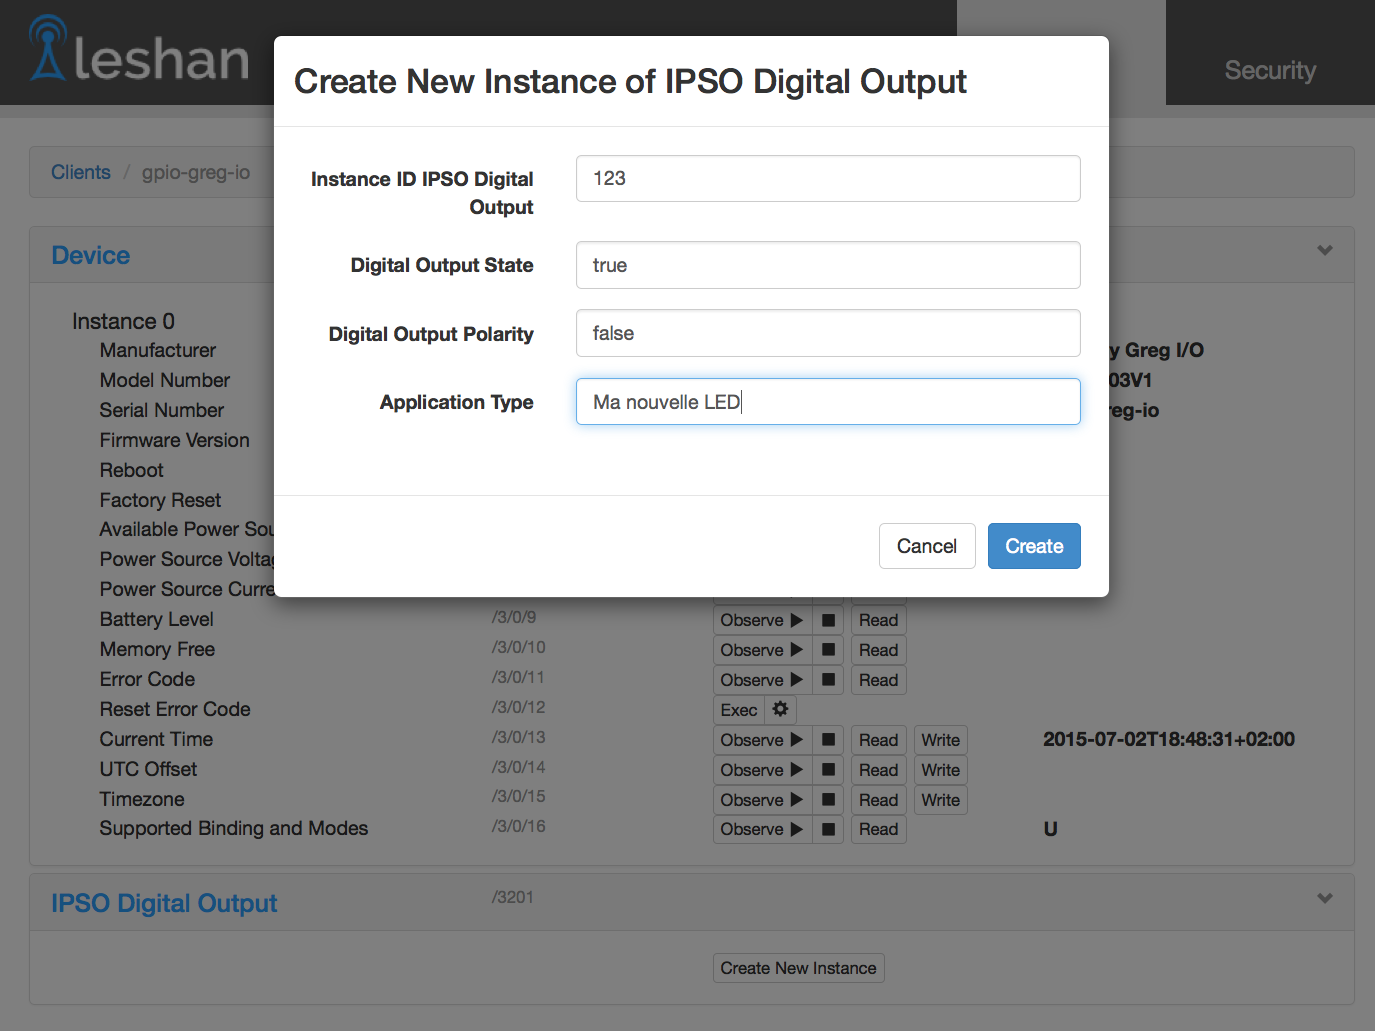 leshan
Security
Create New Instance of IPSO Digital Output
Instance ID IPSO Digital
Output
123
Digital Output State
true
Digital Output Polarity
false
Application Type
Ma nouvelle LED
Cancel
Create
Clients / gpio-greg-io
Device
Instance 0
Manufacturer
y Greg I/O
Model Number
03V1
Serial Number
eg-io
Firmware Version
Reboot
Factory Reset
Available Power Sou
Power Source Volta
Power Source Curre
Battery Level /3/0/9 Observe Read
Memory Free /3/0/10 Observe Read
Error Code /3/0/11 Observe Read
Reset Error Code /3/0/12 Exec
Current Time /3/0/13 Observe Read Write 2015-07-02T18:48:31+02:00
UTC Offset /3/0/14 Observe Read Write
Timezone /3/0/15 Observe Read Write
Supported Binding and Modes /3/0/16 Observe Read U
IPSO Digital Output /3201
Create New Instance